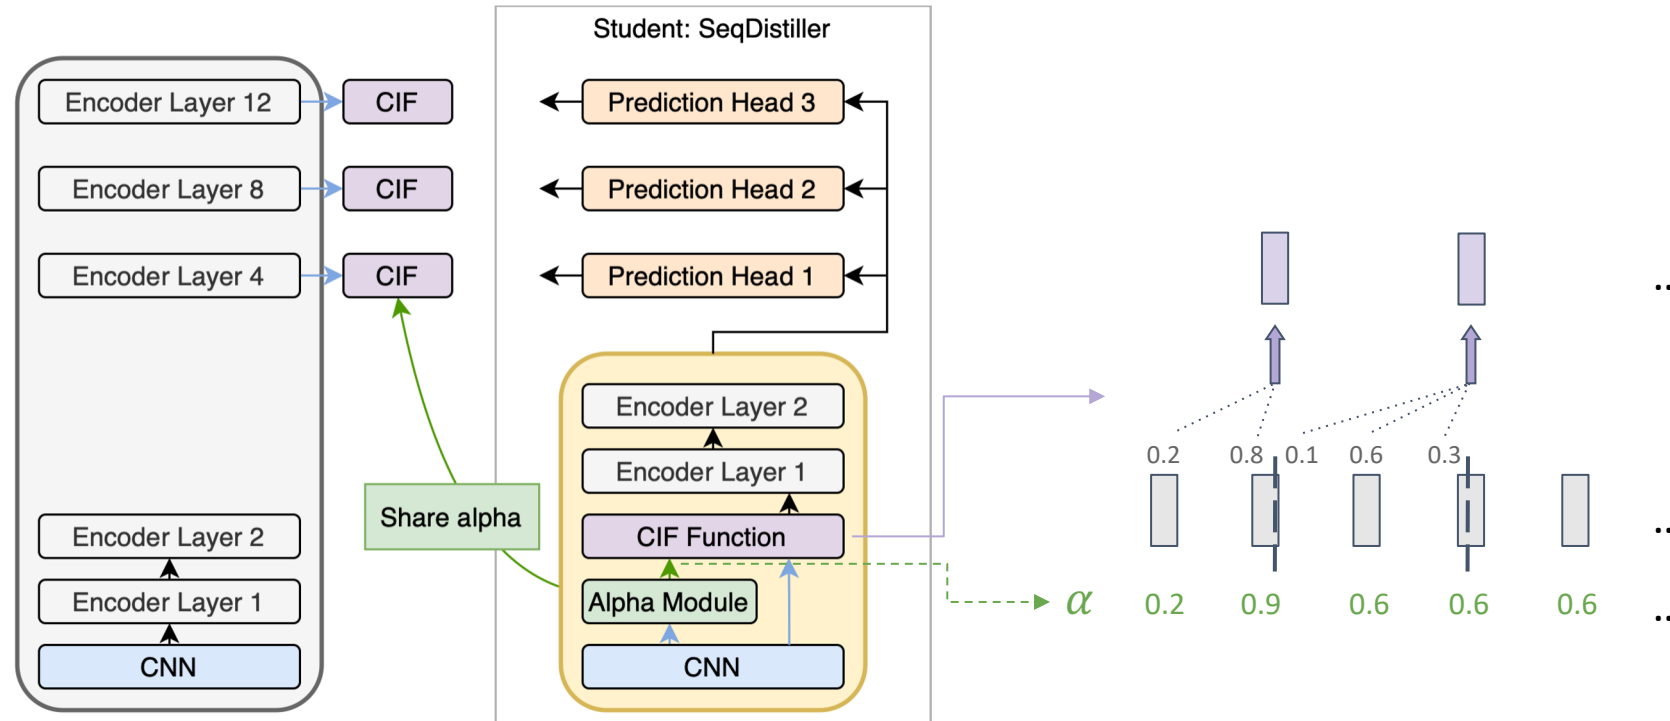 Student: SeqDistiller
Encoder Layer 12
CIF
Prediction Head 3
Encoder Layer 8
CIF
Prediction Head 2
Encoder Layer 4
CIF
Prediction Head 1
Encoder Layer 2
Encoder Layer 1
Share alpha
Encoder Layer 2
CIF Function
Encoder Layer 1
Alpha Module
CNN
CNN
0.2 0.8 0.1 0.6 0.3
..
..
α 0.2 0.9 0.6 0.6 0.6 ..